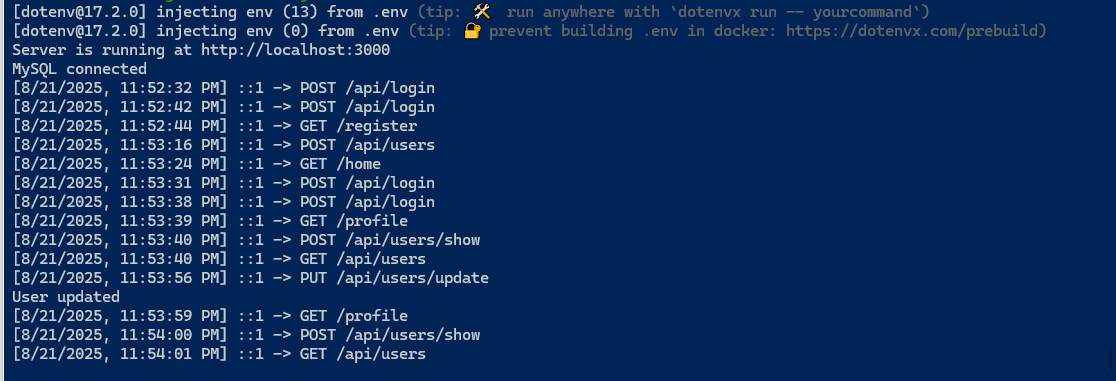 [dotenv@17.2.0] injecting env (13) from .env (tip: 🛠️ run anywhere with `dotenvx run -- yourcommand`)
[dotenv@17.2.0] injecting env (0) from .env (tip: 🔐 prevent building .env in docker: https://dotenvx.com/prebuild)
Server is running at http://localhost:3000
MySQL connected
[8/21/2025, 11:52:32 PM] ::1 -> POST /api/login
[8/21/2025, 11:52:42 PM] ::1 -> POST /api/login
[8/21/2025, 11:52:44 PM] ::1 -> GET /register
[8/21/2025, 11:53:16 PM] ::1 -> POST /api/users
[8/21/2025, 11:53:24 PM] ::1 -> GET /home
[8/21/2025, 11:53:31 PM] ::1 -> POST /api/login
[8/21/2025, 11:53:38 PM] ::1 -> POST /api/login
[8/21/2025, 11:53:39 PM] ::1 -> GET /profile
[8/21/2025, 11:53:40 PM] ::1 -> POST /api/users/show
[8/21/2025, 11:53:40 PM] ::1 -> GET /api/users
[8/21/2025, 11:53:56 PM] ::1 -> PUT /api/users/update
User updated
[8/21/2025, 11:53:59 PM] ::1 -> GET /profile
[8/21/2025, 11:54:00 PM] ::1 -> POST /api/users/show
[8/21/2025, 11:54:01 PM] ::1 -> GET /api/users